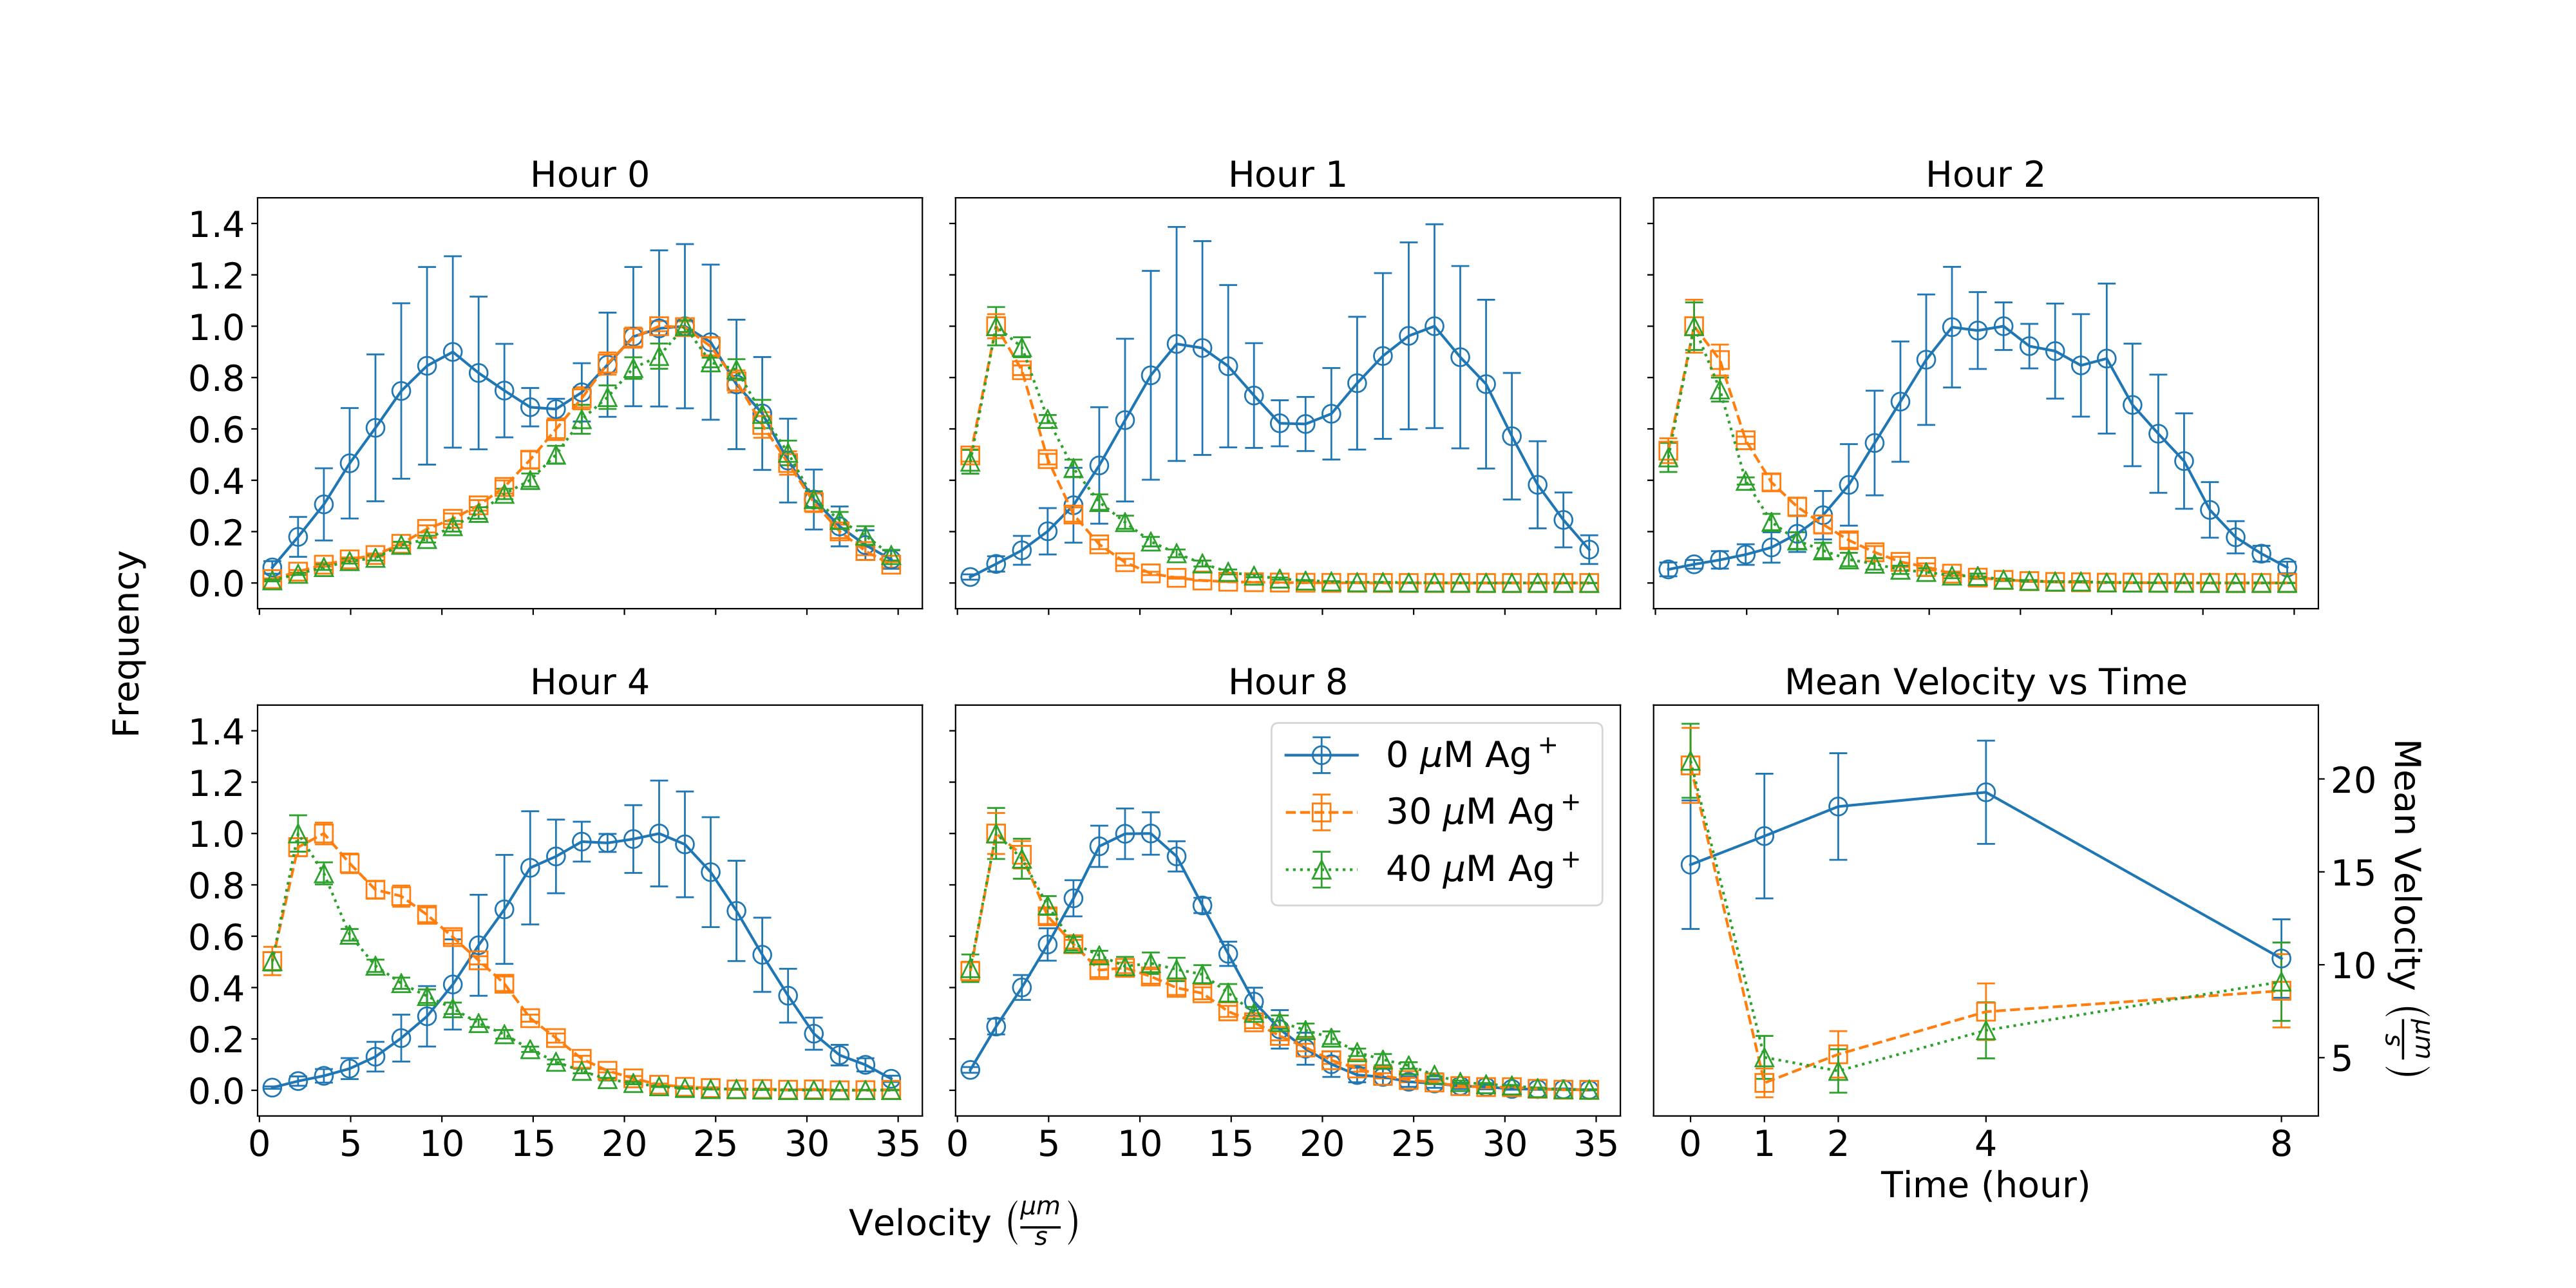 Hour 0
Hour 1
Hour 2
1.4
1.2
1.0
0.8
0.6
0.4
0.2
0.0
Frequency
Hour 4
Hour 8
Mean Velocity vs Time
1.4
1.2
1.0
0.8
0.6
0.4
0.2
0.0
0 μM Ag⁺
30 μM Ag⁺
40 μM Ag⁺
20
15
10
5
Mean Velocity (μm/s)
0 5 10 15 20 25 30 35
0 5 10 15 20 25 30 35
0 1 2 4 8
Time (hour)
Velocity (μm/s)